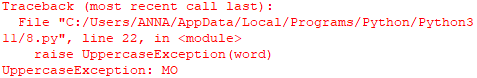 Traceback (most recent call last):
  File "C:/Users/ANNA/AppData/Local/Programs/Python/Python3
11/8.py", line 22, in <module>
    raise UppercaseException(word)
UppercaseException: MO